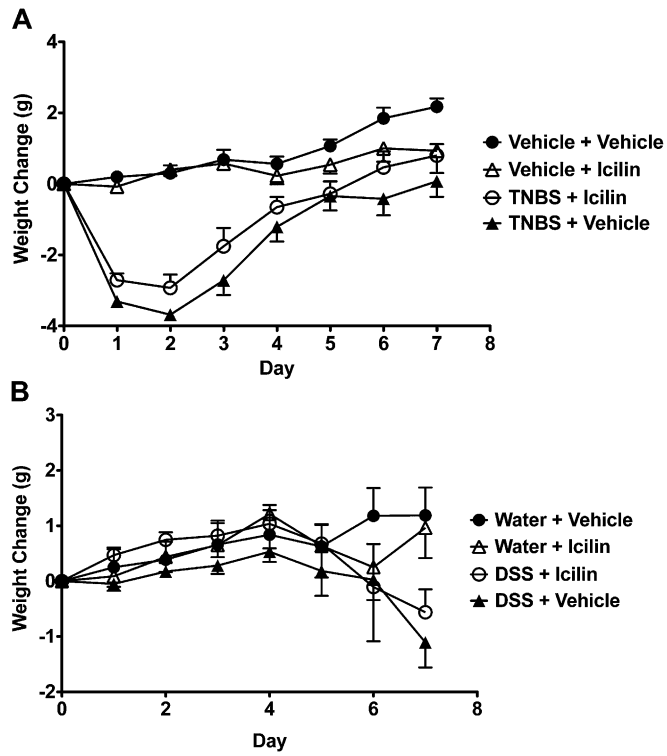 A
Weight Change (g)
4
2
0
-2
-4
0 1 2 3 4 5 6 7 8
Day
Vehicle + Vehicle
Vehicle + Icilin
TNBS + Icilin
TNBS + Vehicle
B
Weight Change (g)
3
2
1
0
-1
-2
0 2 4 6 8
Day
Water + Vehicle
Water + Icilin
DSS + Icilin
DSS + Vehicle